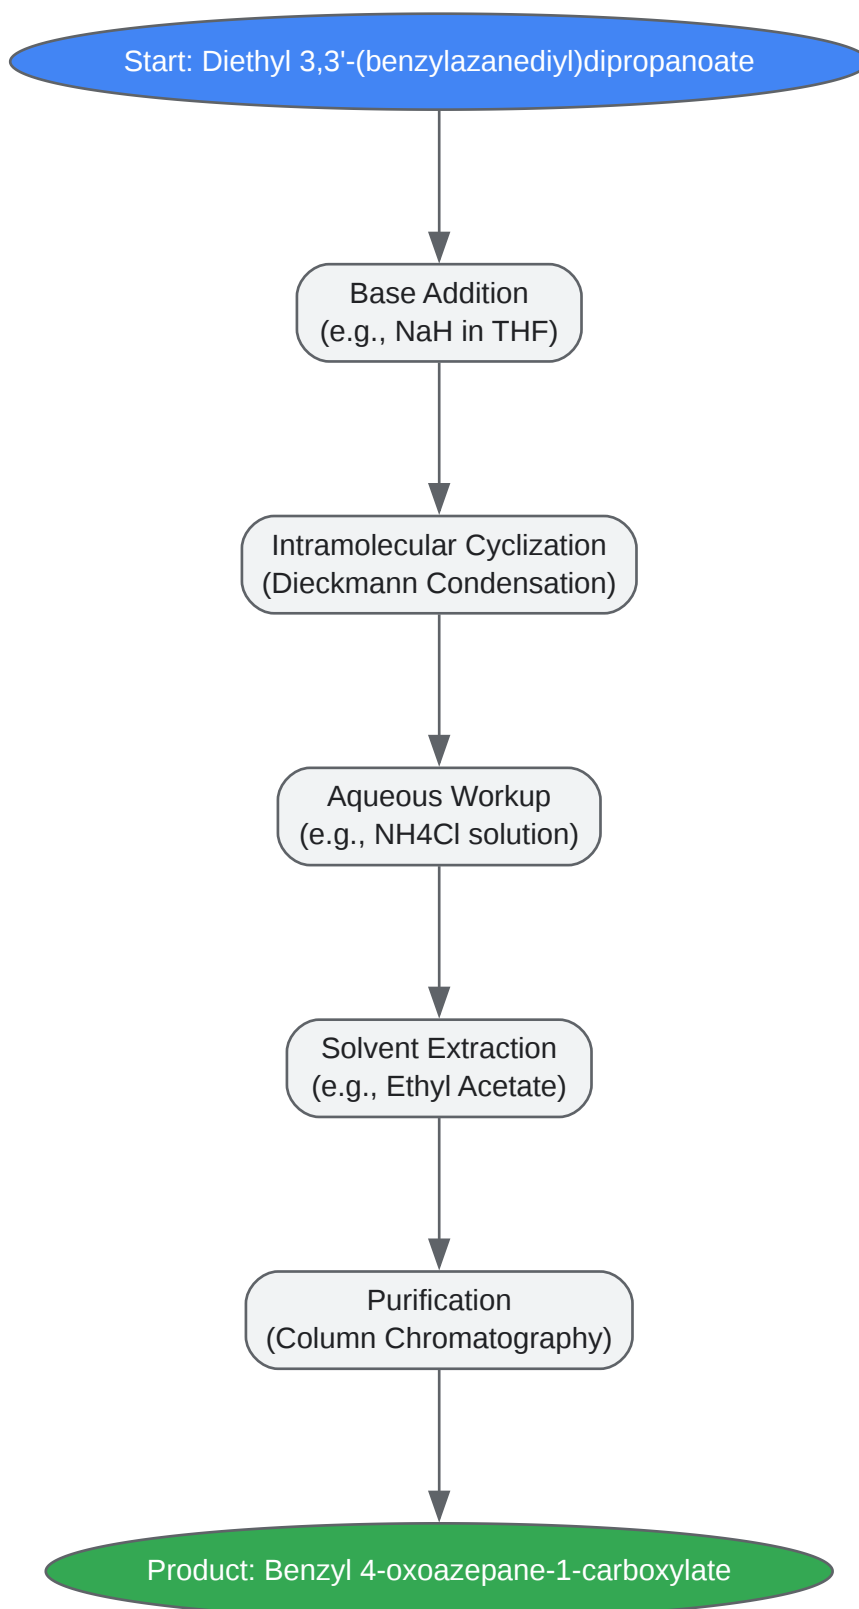 Start: Diethyl 3,3'-(benzylazanediyl)dipropanoate
Base Addition
(e.g., NaH in THF)
Intramolecular Cyclization
(Dieckmann Condensation)
Aqueous Workup
(e.g., NH4Cl solution)
Solvent Extraction
(e.g., Ethyl Acetate)
Purification
(Column Chromatography)
Product: Benzyl 4-oxoazepane-1-carboxylate